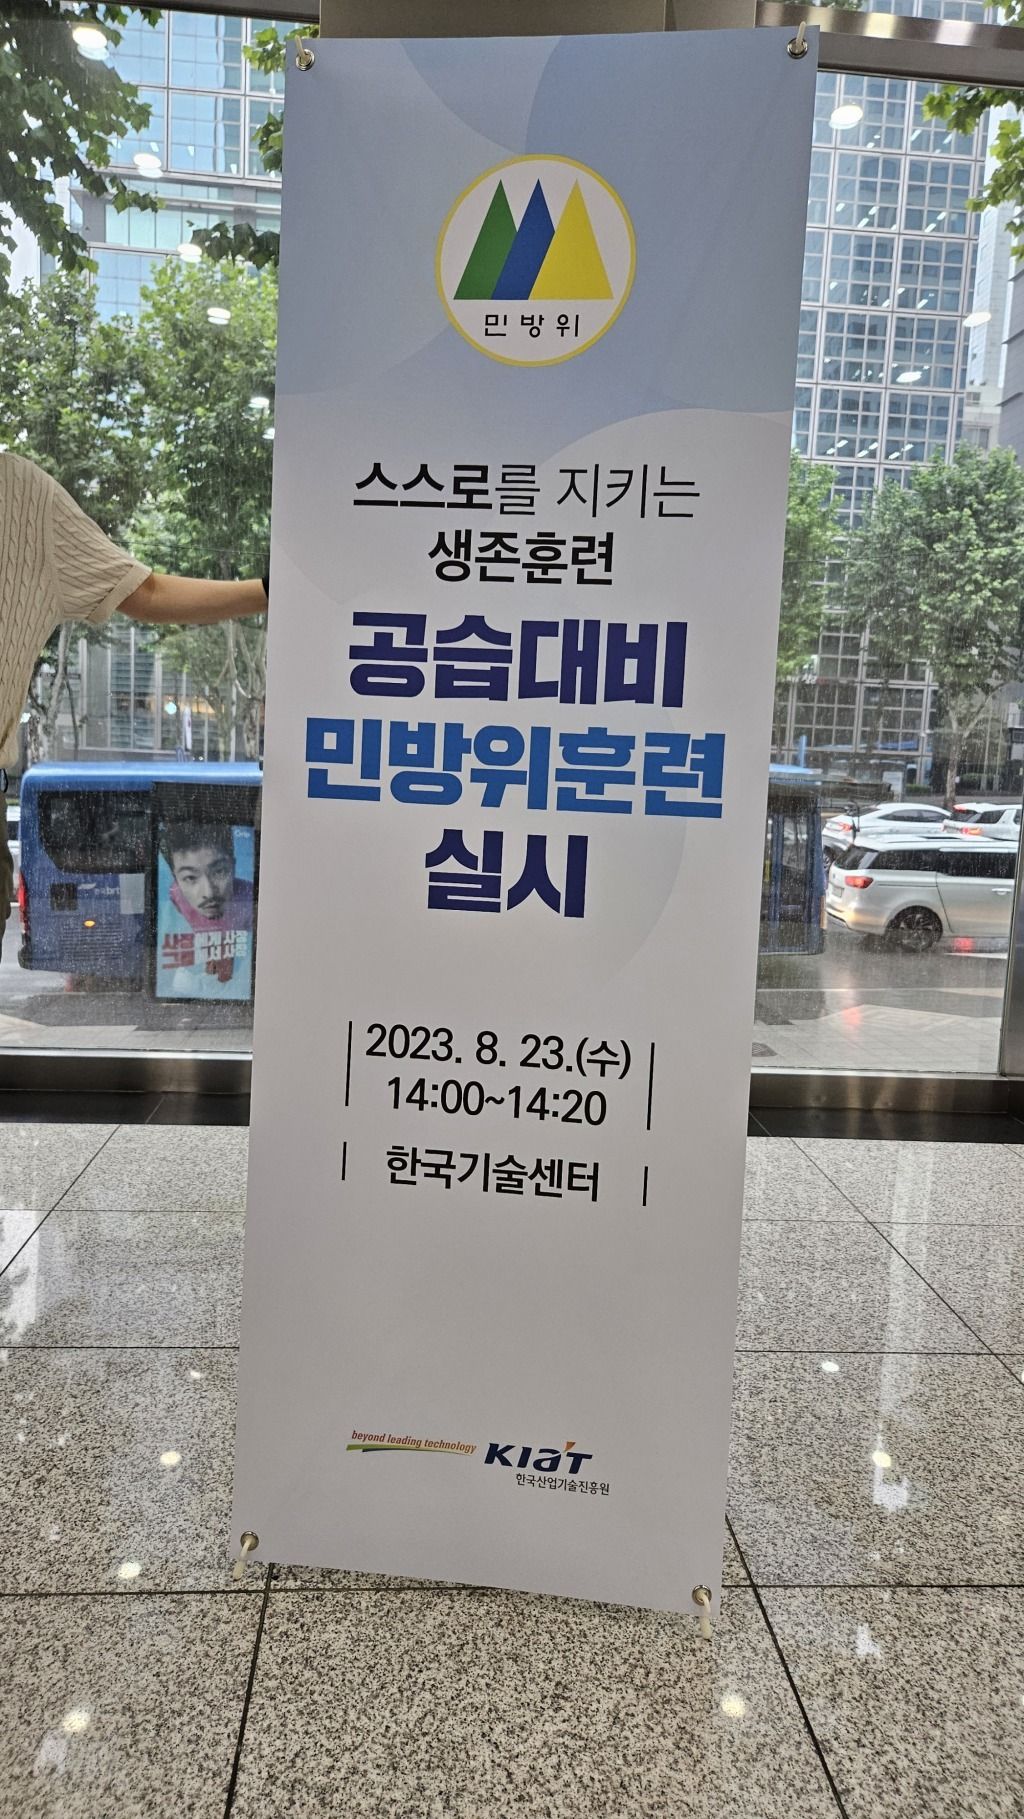 민방위
스스로를 지키는
생존훈련
공습대비
민방위훈련
실시
2023. 8. 23.(수)
14:00~14:20
한국기술센터
beyond leading technology
KIAT
한국산업기술진흥원